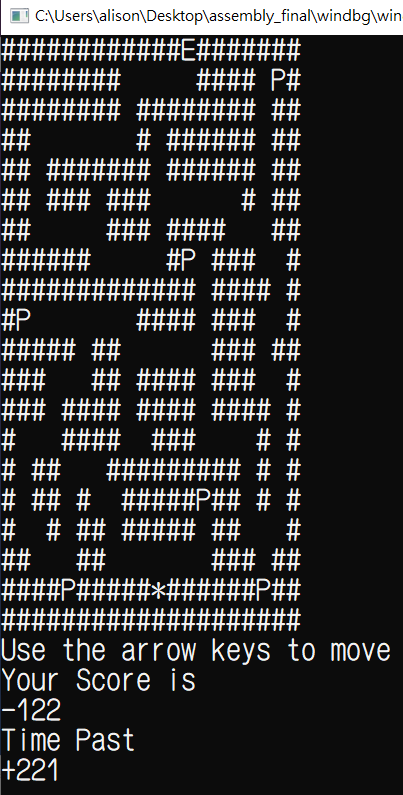 C:\Users\alison\Desktop\assembly_final\windbg\win
############E#######
########     #### P#
######## ######## ##
##       # ###### ##
## ####### ###### ##
## ### ###      # ##
##     ### ####   ##
######     #P ###  #
############# #### #
#P       #### ###  #
##### ##      ### ##
###   ## #### ###  #
### #### #### #### #
#   ####  ###    # #
# ##   ######### # #
# ## #  #####P## # #
#  # ## ##### ##   #
##   ##       ### ##
####P#####*######P##
####################
Use the arrow keys to move
Your Score is
-122
Time Past
+221